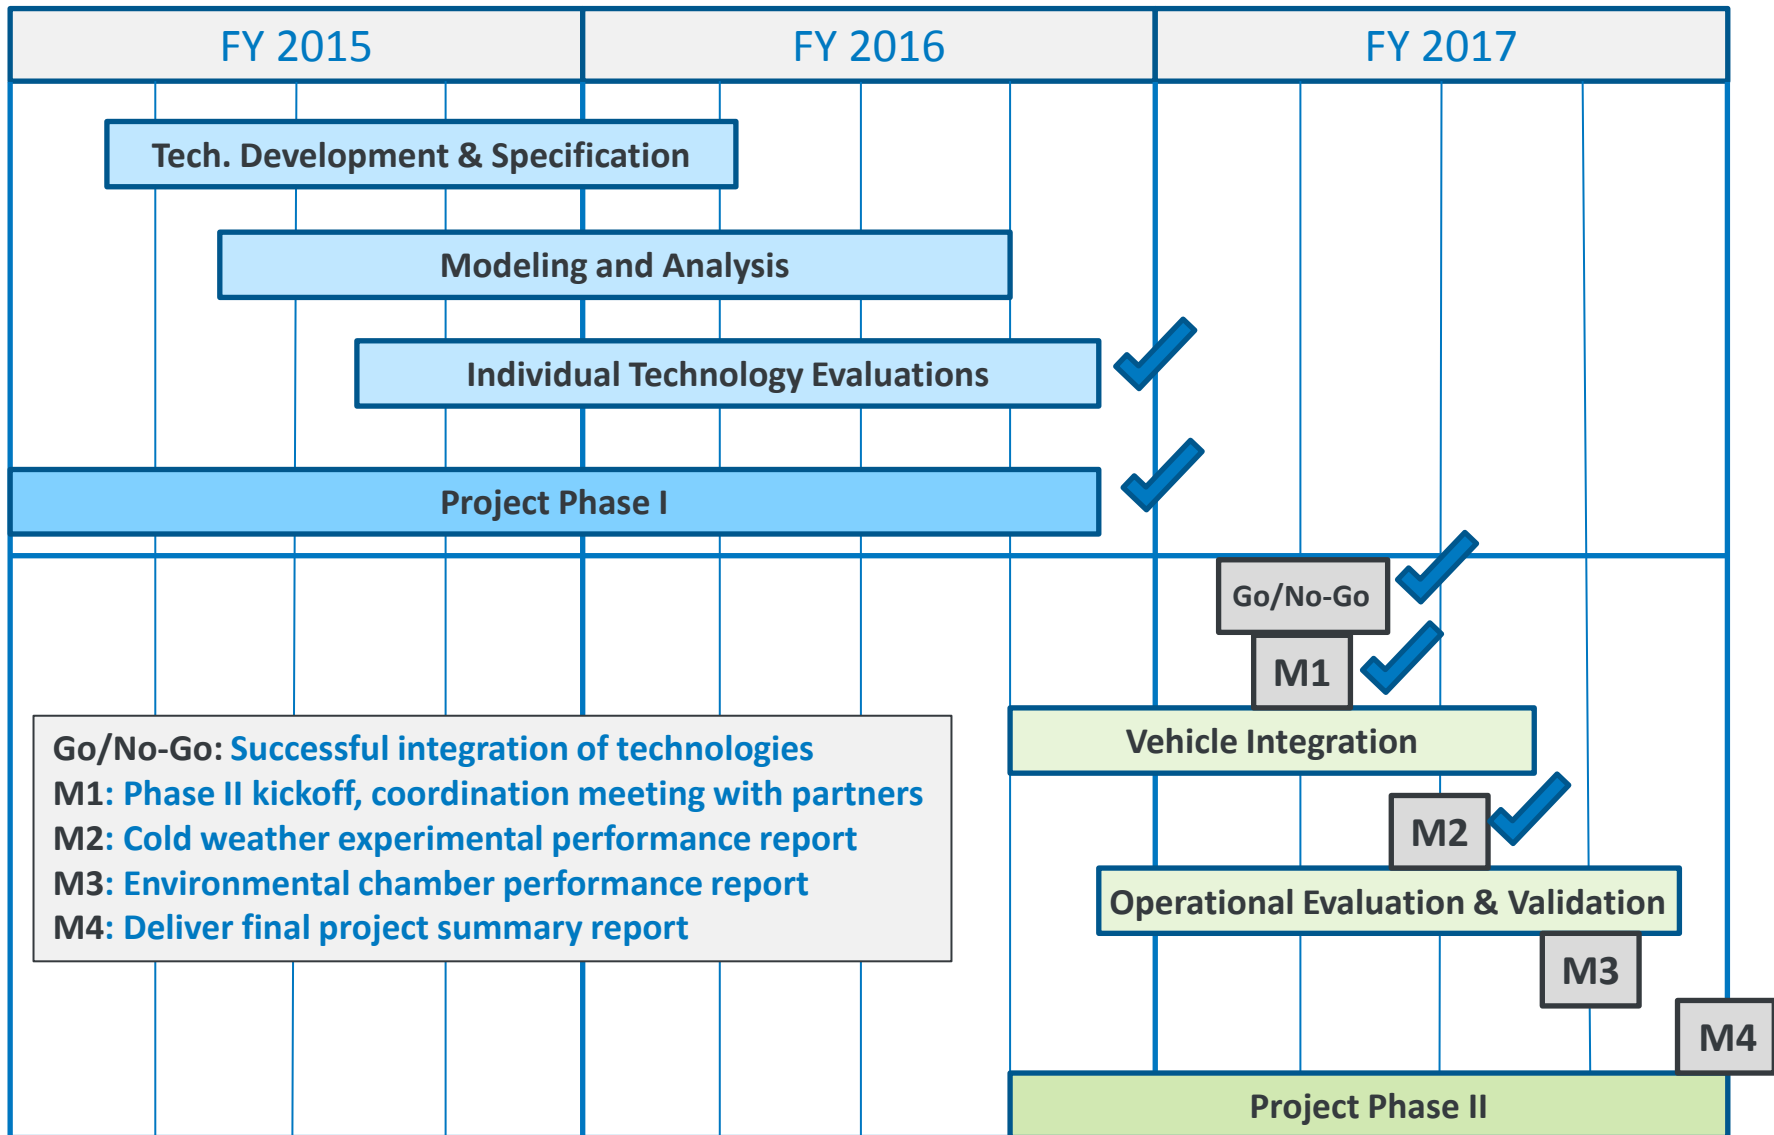 FY 2015
FY 2016
FY 2017
Tech. Development & Specification
Modeling and Analysis
Individual Technology Evaluations
Project Phase I
Go/No-Go
M1
Vehicle Integration
Go/No-Go: Successful integration of technologies
M1: Phase II kickoff, coordination meeting with partners
M2: Cold weather experimental performance report
M3: Environmental chamber performance report
M4: Deliver final project summary report
M2
Operational Evaluation & Validation
M3
M4
Project Phase II